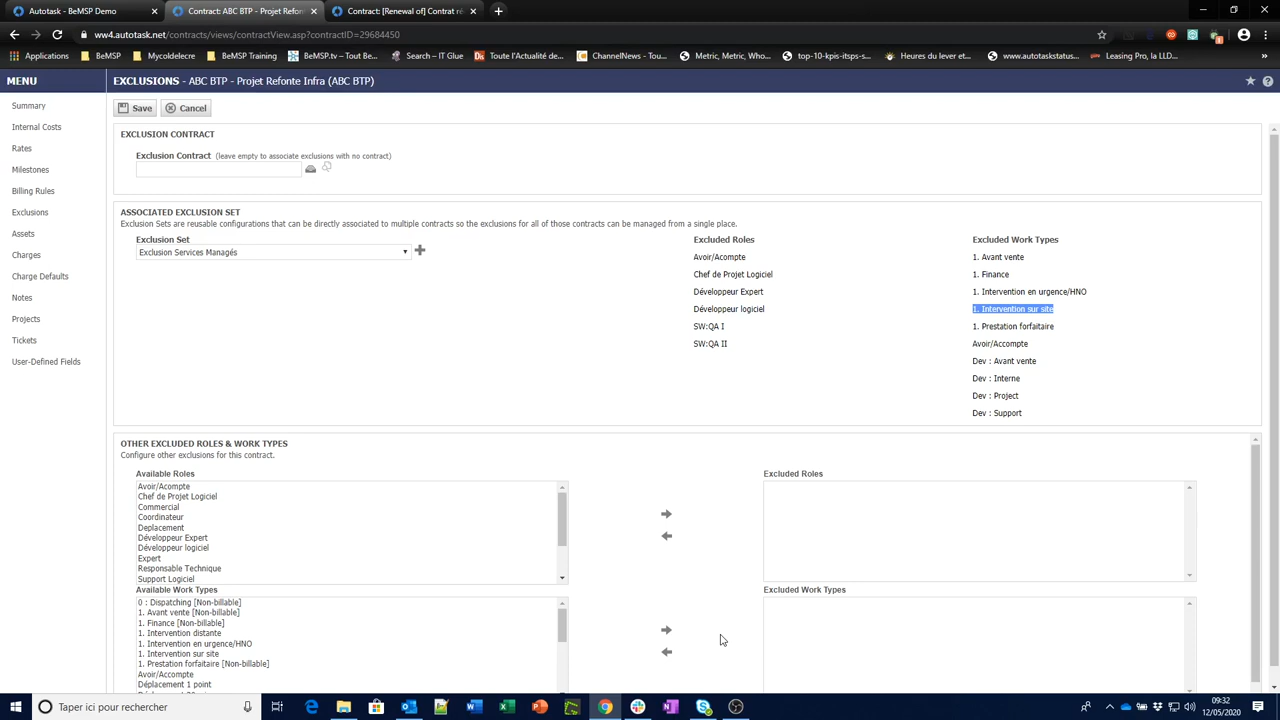 Autotask - BeMSP Demo
Contract: ABC BTP - Projet Refon
Contract: [Renewal of] Contrat ré
ww4.autotask.net/contracts/views/contractView.asp?contractID=29684450
Applications
BeMSP
Mycoldelcre
BeMSP Training
BeMSP.tv
Search – IT Glue
Toute l'Actualité de...
ChannelNews - Tou...
Metric, Metric, Who...
top-10-kpis-itsps-s...
Heures du lever et...
www.autotaskstatus...
Leasing Pro, la LLD...
MENU
EXCLUSIONS - ABC BTP - Projet Refonte Infra (ABC BTP)
Summary
Internal Costs
Rates
Milestones
Billing Rules
Exclusions
Assets
Charges
Charge Defaults
Notes
Projects
Tickets
User-Defined Fields
Save
Cancel
EXCLUSION CONTRACT
Exclusion Contract (leave empty to associate exclusions with no contract)
ASSOCIATED EXCLUSION SET
Exclusion Sets are reusable configurations that can be directly associated to multiple contracts so the exclusions for all of those contracts can be managed from a single place.
Exclusion Set
Exclusion Services Managés
Excluded Roles
Avoir/Acompte
Chef de Projet Logiciel
Développeur Expert
Développeur logiciel
SW:QA I
SW:QA II
Excluded Work Types
1. Avant vente
1. Finance
1. Intervention en urgence/HNO
1. Intervention sur site
1. Prestation forfaitaire
Avoir/Accompte
Dev : Avant vente
Dev : Interne
Dev : Project
Dev : Support
OTHER EXCLUDED ROLES & WORK TYPES
Configure other exclusions for this contract.
Available Roles
Avoir/Acompte
Chef de Projet Logiciel
Commercial
Coordinateur
Deplacement
Développeur Expert
Développeur logiciel
Expert
Responsable Technique
Support Logiciel
Excluded Roles
Available Work Types
0 : Dispatching [Non-billable]
1. Avant vente [Non-billable]
1. Finance [Non-billable]
1. Intervention distante
1. Intervention en urgence/HNO
1. Intervention sur site
1. Prestation forfaitaire [Non-billable]
Avoir/Accompte
Déplacement 1 point
Excluded Work Types
Taper ici pour rechercher
09:32
12/05/2020